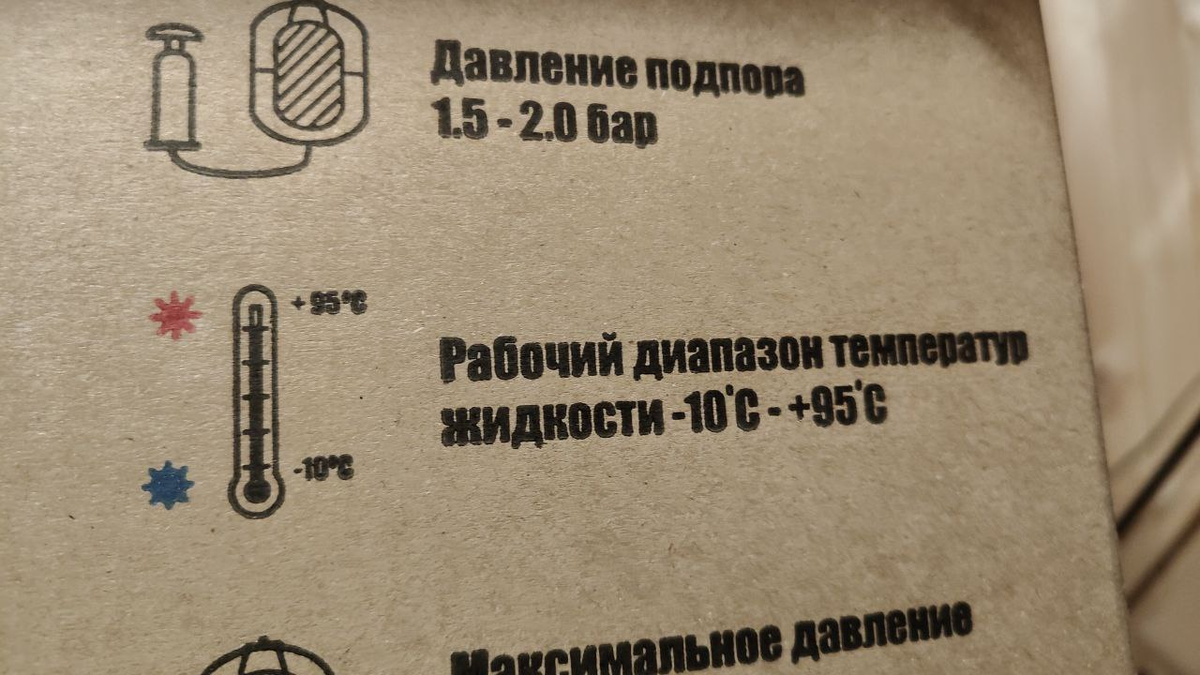 Давление подпора
1.5 - 2.0 бар
+95°C
Рабочий диапазон температур
жидкости -10°C - +95°C
-10°C
Максимальное давление